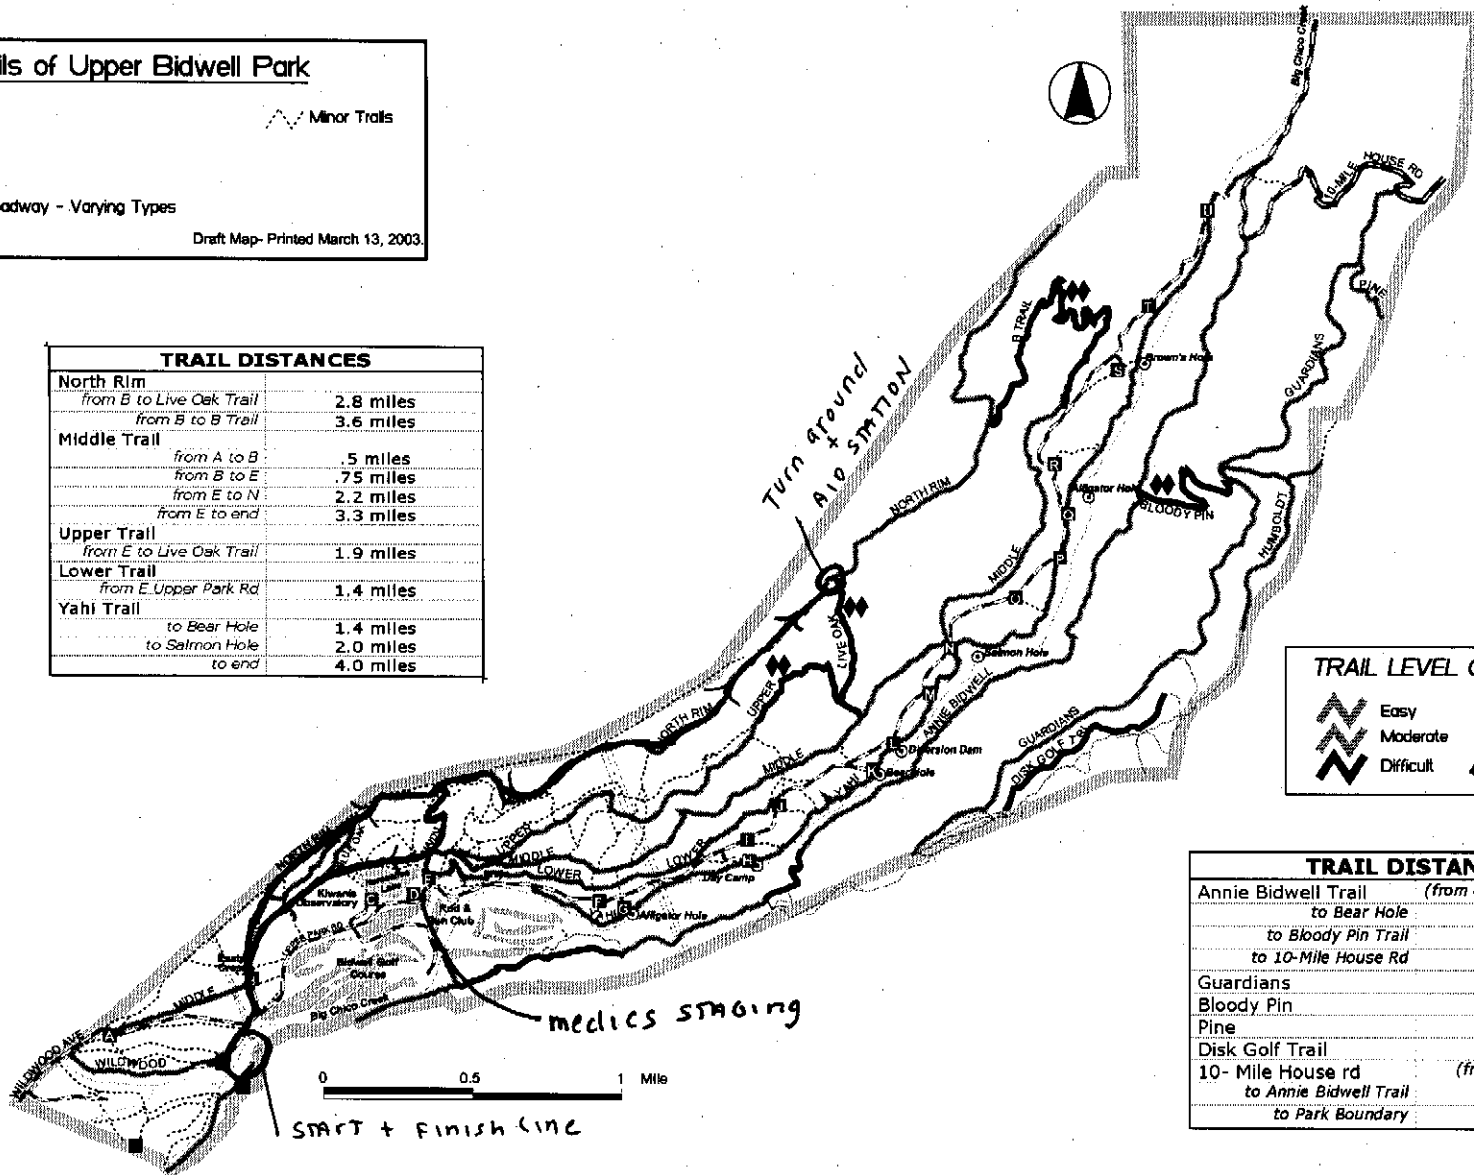 ils of Upper Bidwell Park
Minor Trails
adway - Varying Types
Draft Map- Printed March 13, 2003.
TRAIL DISTANCES
North Rim
from B to Live Oak Trail 2.8 miles
from B to B Trail 3.6 miles
Middle Trail
from A to B .5 miles
from B to E .75 miles
from E to N 2.2 miles
from E to end 3.3 miles
Upper Trail
from E to Live Oak Trail 1.9 miles
Lower Trail
from E Upper Park Rd 1.4 miles
Yahi Trail
to Bear Hole 1.4 miles
to Salmon Hole 2.0 miles
to end 4.0 miles
Turn around
+
AID STATION
Big Chico Creek
10-MILE HOUSE RD
PINE
GUARDIANS
B TRAIL
U
T
Brown's Hole
S
R
Alligator Hole
Q
P
BLOODY PIN
HUMBOLDT
NORTH RIM
MIDDLE
O
LIVE OAK
N
Salmon Hole
M
ANNIE BIDWELL
UPPER
NORTH RIM
L
Diversion Dam
GUARDIANS
DISK GOLF
MIDDLE
K
Bear Hole
YAHI
I
H
Day Camp
LOWER
UPPER
MIDDLE
LOWER
NORTH RIM
BLUE OAK
Kiwanis
Observatory
C
D
E
Rod &
Gun Club
F
G
Alligator Hole
UPPER PARK RD
Bidwell Golf
Course
Big Chico Creek
MIDDLE
A
WILDWOOD AVE
WILDWOOD
medics STAGING
START + Finish line
0 0.5 1 Mile
TRAIL LEVEL
Easy
Moderate
Difficult
TRAIL DISTAN
Annie Bidwell Trail (from
to Bear Hole
to Bloody Pin Trail
to 10-Mile House Rd
Guardians
Bloody Pin
Pine
Disk Golf Trail
10- Mile House rd (fr
to Annie Bidwell Trail
to Park Boundary